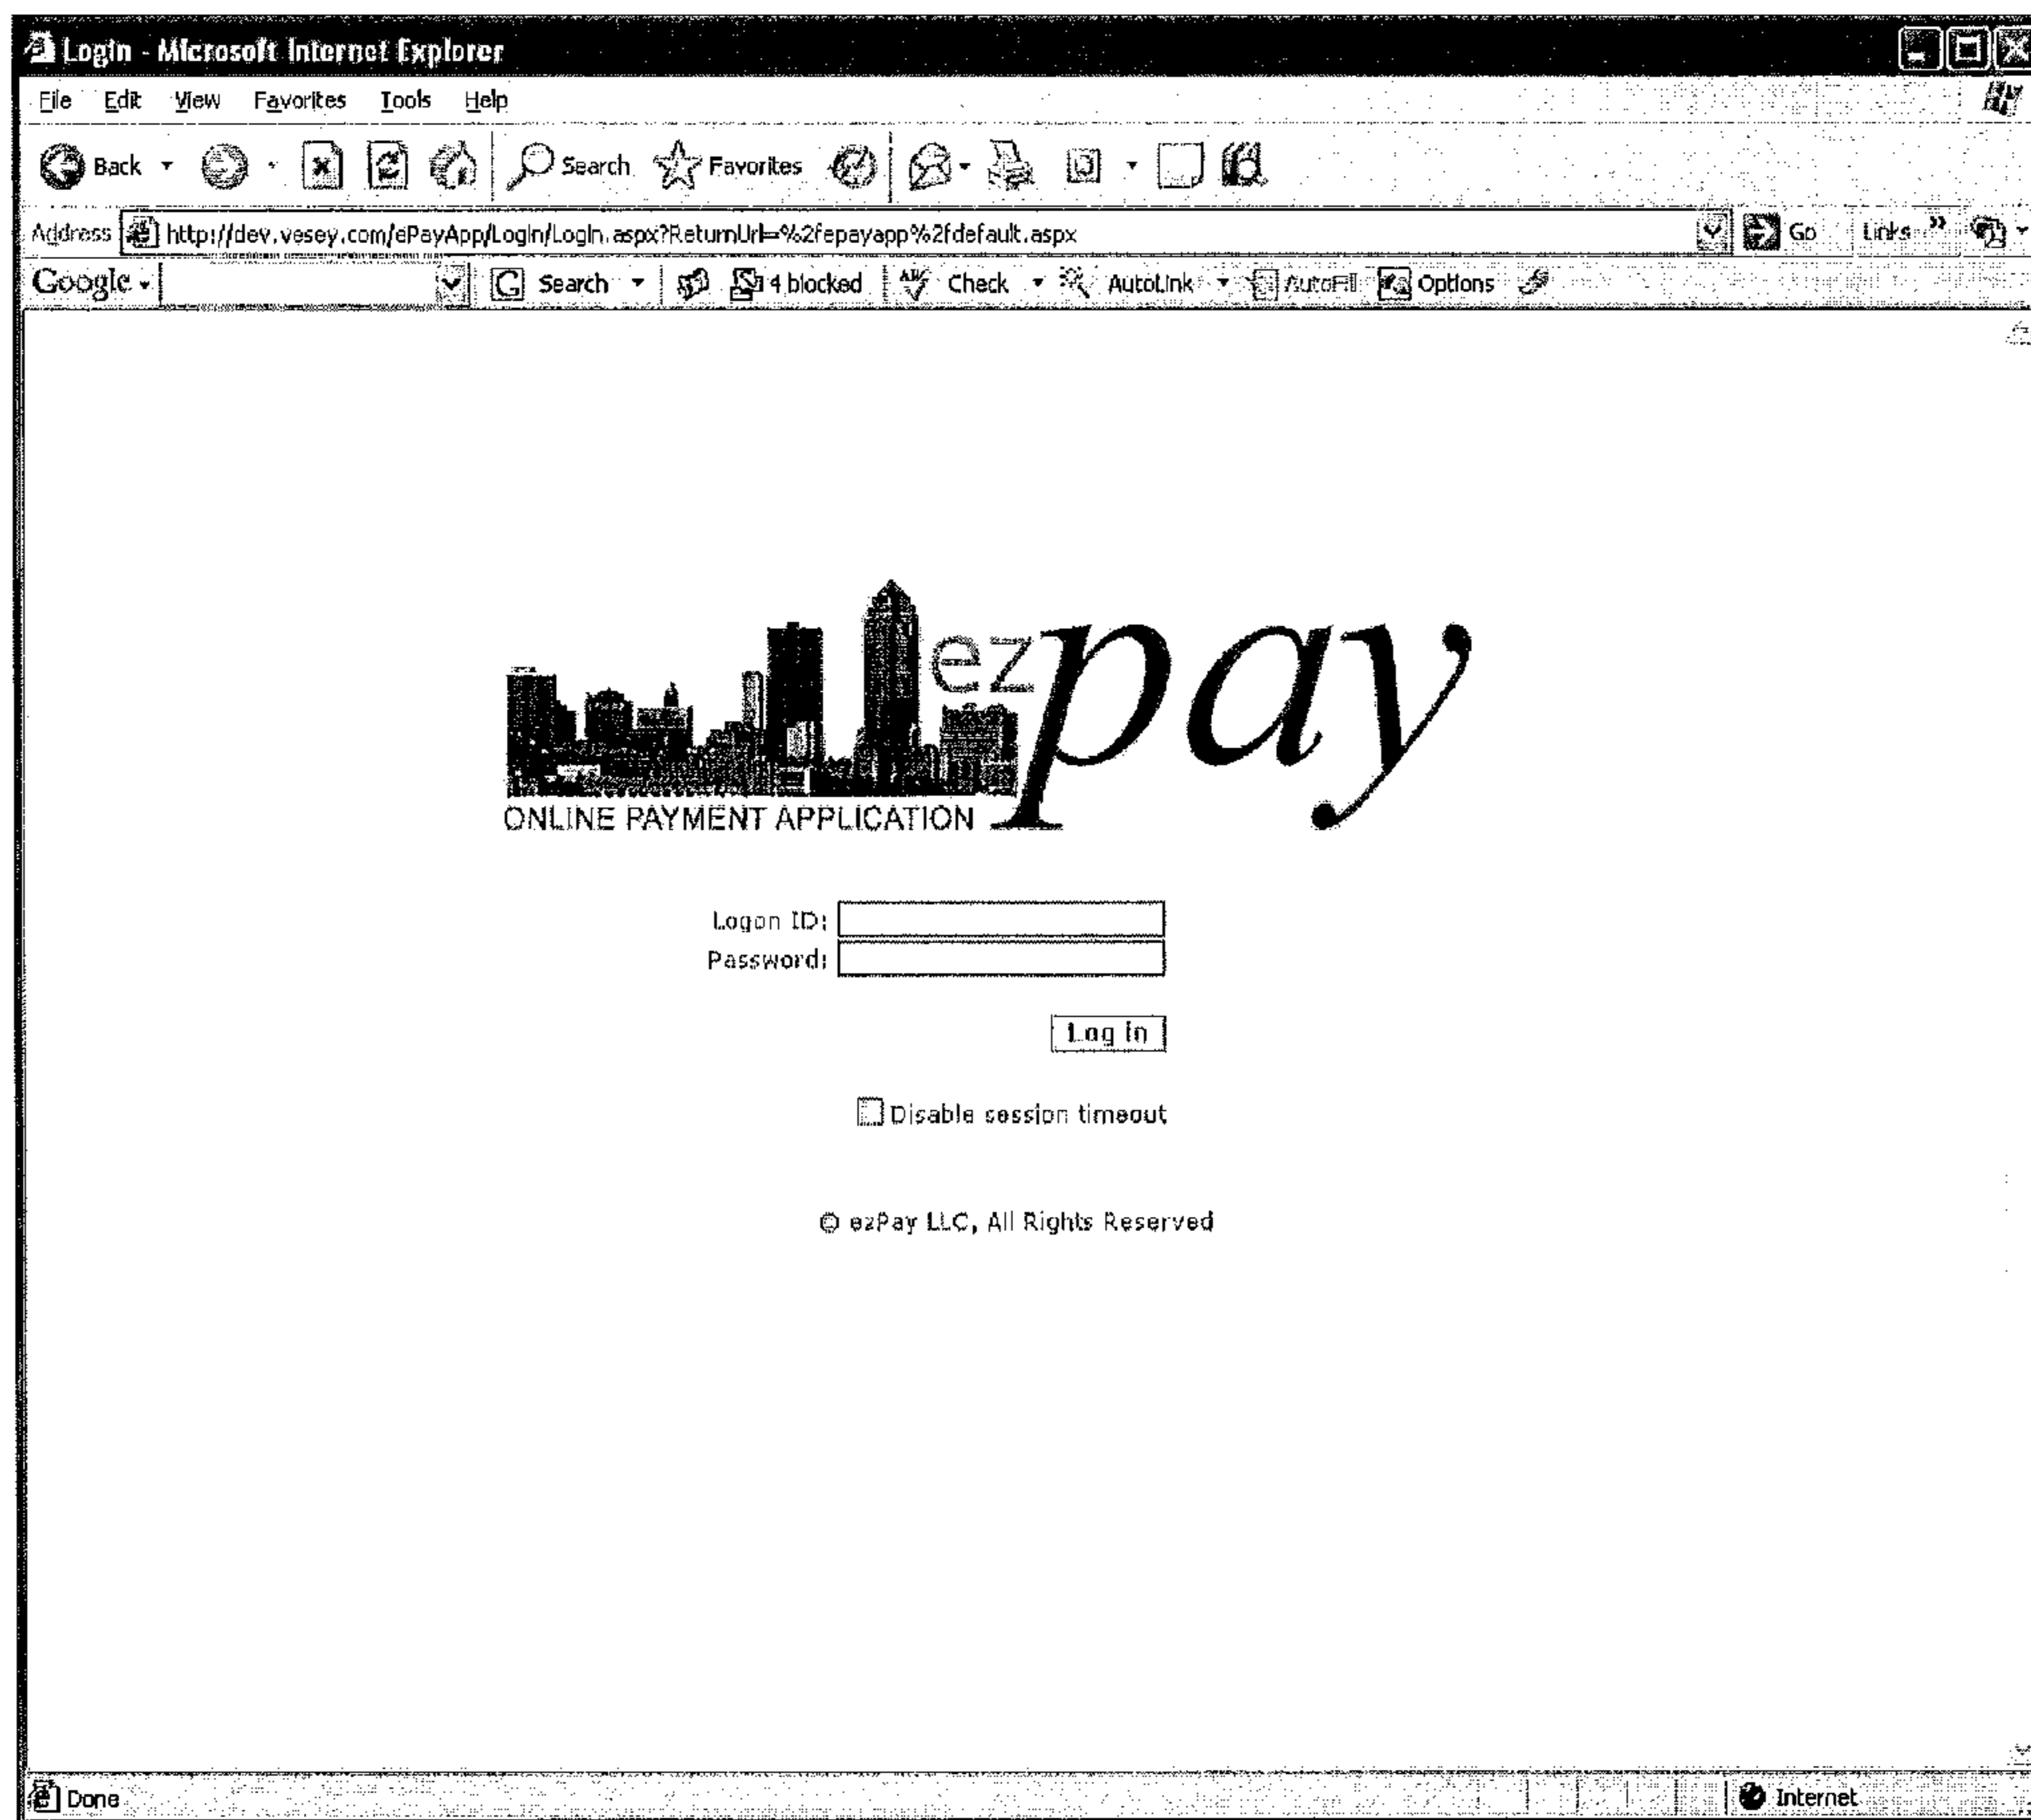 Login - Microsoft Internet Explorer
File Edit View Favorites Tools Help
Back Search Favorites
Address http://dev.vesey.com/ePayApp/Login/Login.aspx?ReturnUrl=%2fepayapp%2fdefault.aspx Go Links »
Google G Search 4 blocked Check AutoLink AutoFill Options
ez pay
ONLINE PAYMENT APPLICATION
Logon ID:
Password:
Log in
Disable session timeout
© ezPay LLC, All Rights Reserved
Done Internet